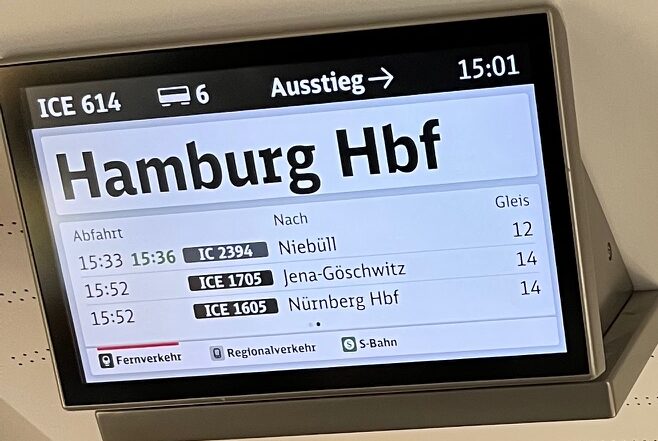 ICE 614 6 Ausstieg → 15:01
Hamburg Hbf
Abfahrt Nach Gleis
15:33 15:36 IC 2394 Niebüll 12
15:52 ICE 1705 Jena-Göschwitz 14
15:52 ICE 1605 Nürnberg Hbf 14
Fernverkehr Regionalverkehr S S-Bahn